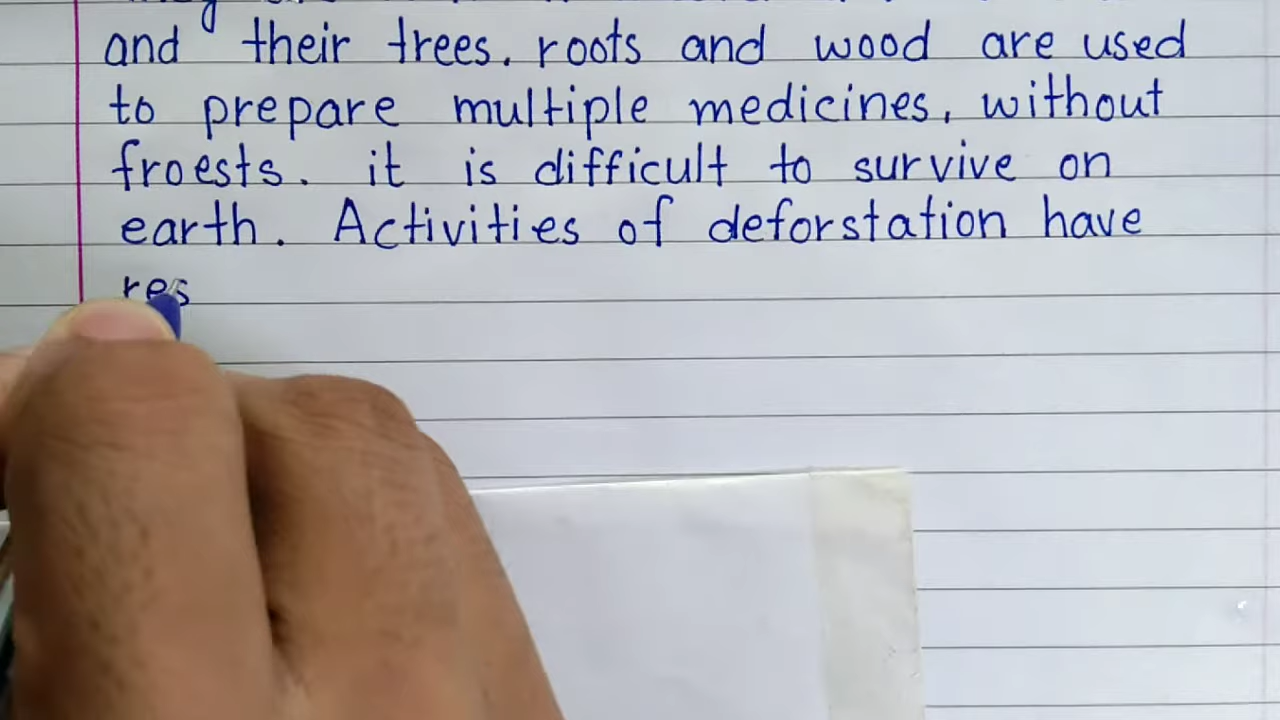 and their trees. roots and wood are used
to prepare multiple medicines, without
froests. it is difficult to survive on
earth. Activities of deforstation have
res